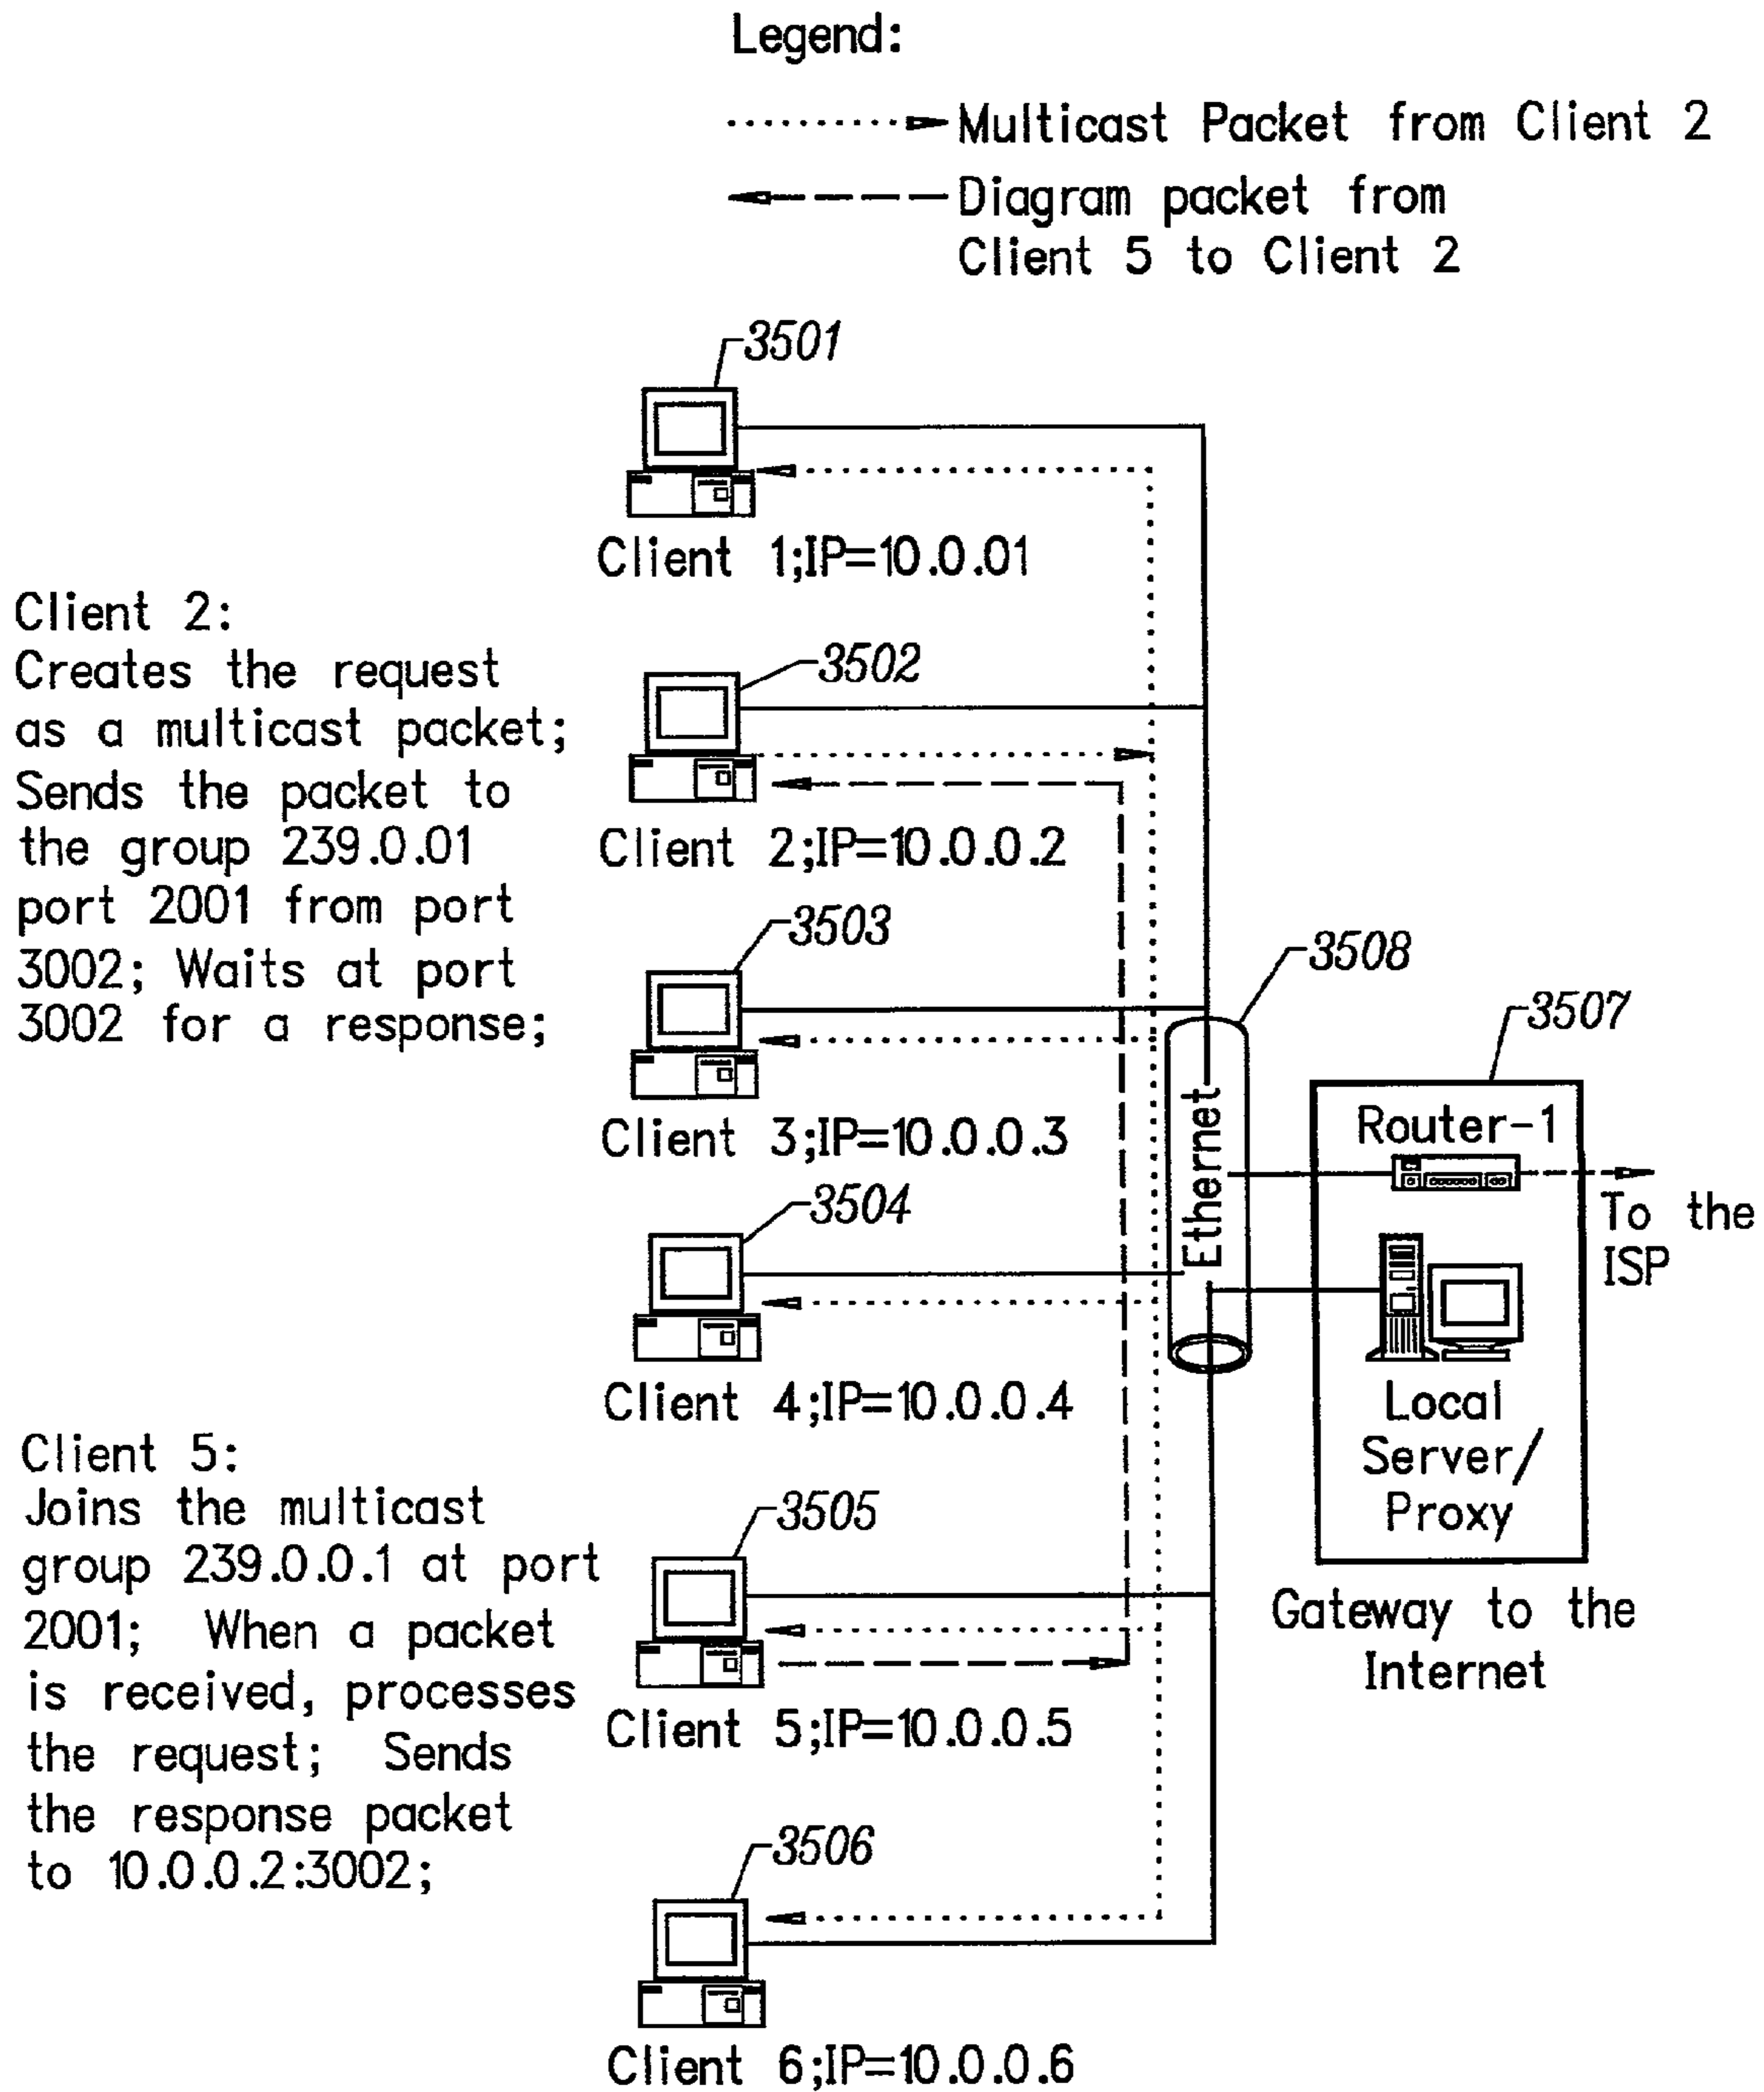 Legend:
Multicast Packet from Client 2
Diagram packet from
Client 5 to Client 2
3501
Client 1;IP=10.0.01
Client 2:
Creates the request
as a multicast packet;
Sends the packet to
the group 239.0.01
port 2001 from port
3002; Waits at port
3002 for a response;
3502
Client 2;IP=10.0.0.2
3503
Client 3;IP=10.0.0.3
3508
Ethernet
3507
Router-1
To the
ISP
Local
Server/
Proxy
Gateway to the
Internet
3504
Client 4;IP=10.0.0.4
Client 5:
Joins the multicast
group 239.0.0.1 at port
2001; When a packet
is received, processes
the request; Sends
the response packet
to 10.0.0.2:3002;
3505
Client 5;IP=10.0.0.5
3506
Client 6;IP=10.0.0.6